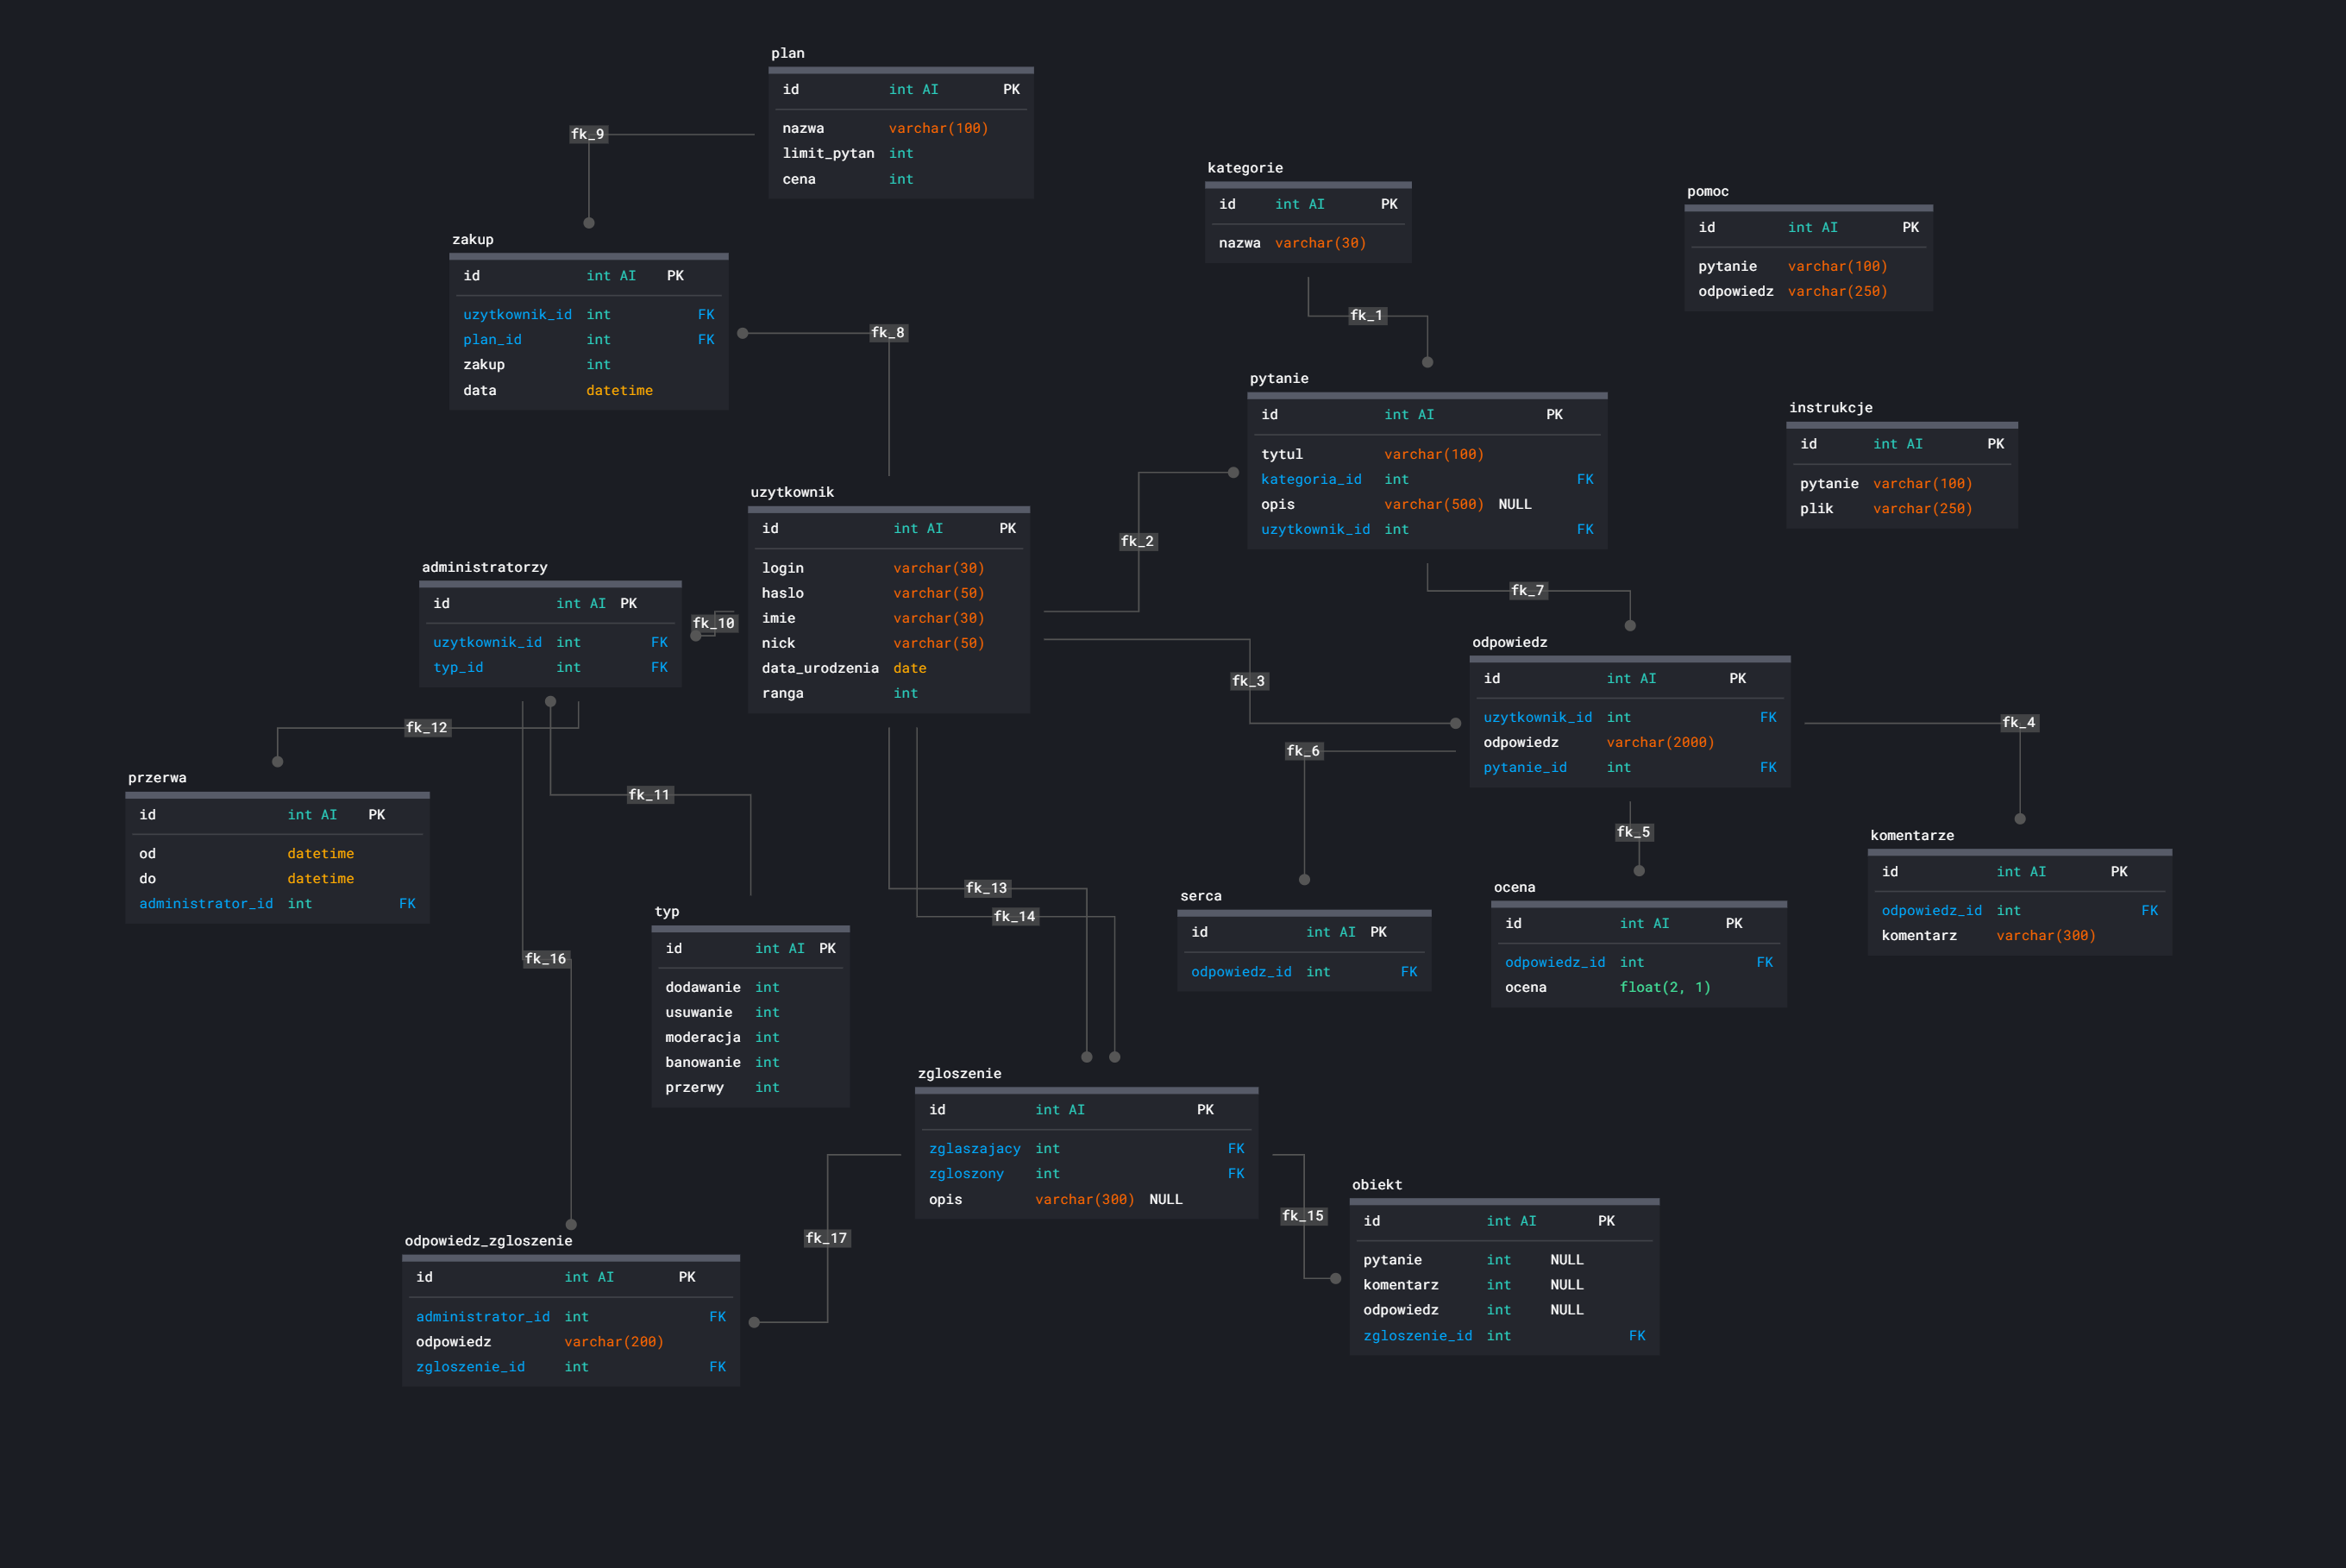 plan
id int AI PK
nazwa varchar(100)
limit_pytan int
cena int
fk_9
kategorie
id int AI PK
nazwa varchar(30)
pomoc
id int AI PK
pytanie varchar(100)
odpowiedz varchar(250)
zakup
id int AI PK
uzytkownik_id int FK
plan_id int FK
zakup int
data datetime
fk_8
fk_1
pytanie
id int AI PK
tytul varchar(100)
kategoria_id int FK
opis varchar(500) NULL
uzytkownik_id int FK
instrukcje
id int AI PK
pytanie varchar(100)
plik varchar(250)
uzytkownik
id int AI PK
login varchar(30)
haslo varchar(50)
imie varchar(30)
nick varchar(50)
data_urodzenia date
ranga int
fk_2
administratorzy
id int AI PK
uzytkownik_id int FK
typ_id int FK
fk_10
fk_7
fk_3
odpowiedz
id int AI PK
uzytkownik_id int FK
odpowiedz varchar(2000)
pytanie_id int FK
fk_4
fk_12
fk_6
przerwa
id int AI PK
od datetime
do datetime
administrator_id int FK
fk_11
fk_5
komentarze
id int AI PK
odpowiedz_id int FK
komentarz varchar(300)
fk_13
fk_14
serca
id int AI PK
odpowiedz_id int FK
ocena
id int AI PK
odpowiedz_id int FK
ocena float(2, 1)
typ
id int AI PK
dodawanie int
usuwanie int
moderacja int
banowanie int
przerwy int
fk_16
zgloszenie
id int AI PK
zglaszajacy int FK
zgloszony int FK
opis varchar(300) NULL
fk_15
fk_17
obiekt
id int AI PK
pytanie int NULL
komentarz int NULL
odpowiedz int NULL
zgloszenie_id int FK
odpowiedz_zgloszenie
id int AI PK
administrator_id int FK
odpowiedz varchar(200)
zgloszenie_id int FK